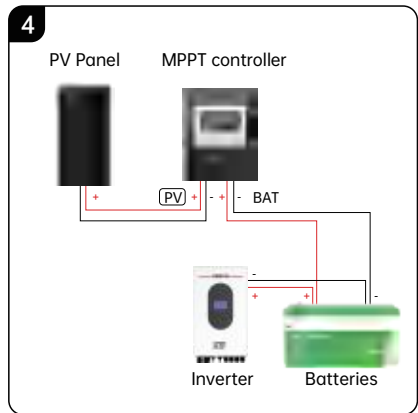 4
PV Panel MPPT controller
+ PV + - + - BAT
-
+ + -
Inverter Batteries